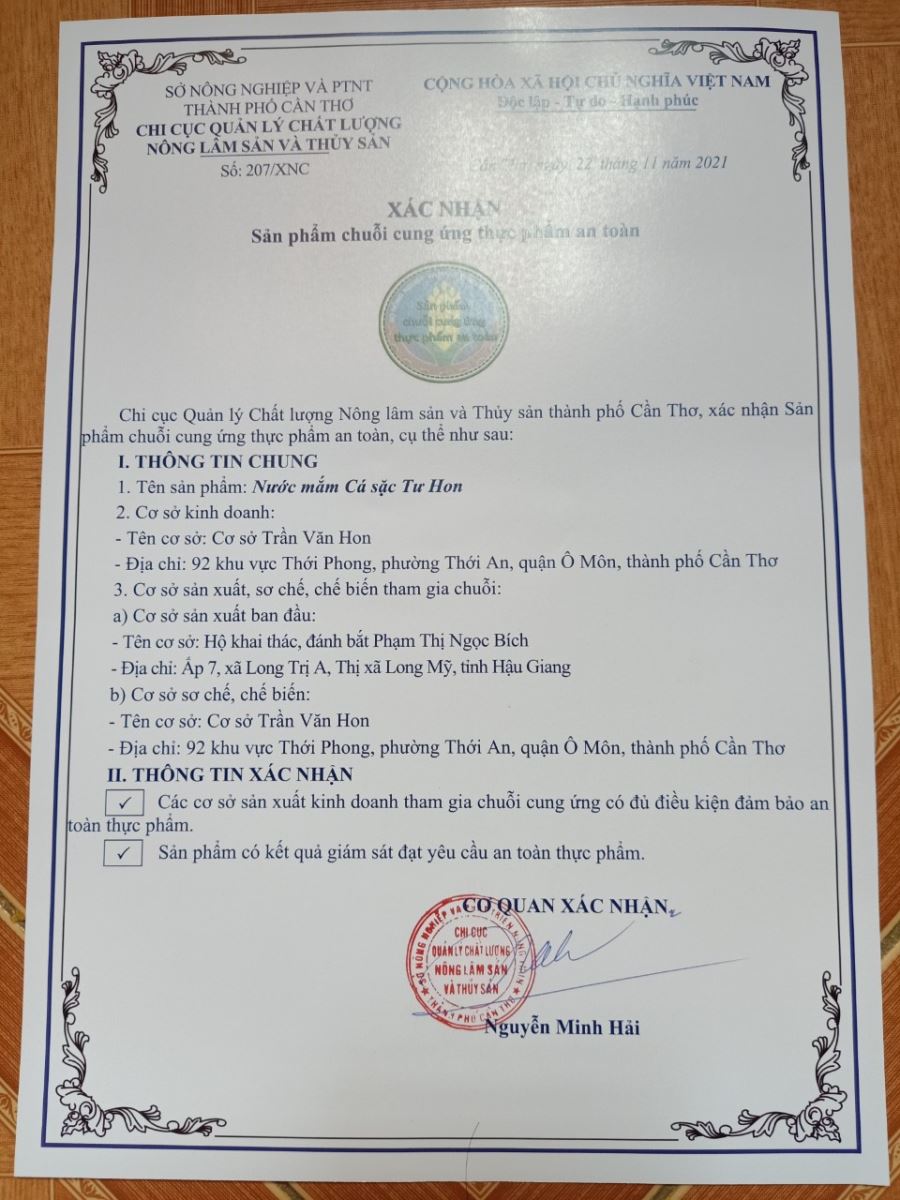 SỞ NÔNG NGHIỆP VÀ PTNT
THÀNH PHỐ CẦN THƠ
CHI CỤC QUẢN LÝ CHẤT LƯỢNG
NÔNG LÂM SẢN VÀ THỦY SẢN
Số: 207/XNC
CỘNG HÒA XÃ HỘI CHỦ NGHĨA VIỆT NAM
Độc lập - Tự do - Hạnh phúc
Cần Thơ, ngày 22 tháng 11 năm 2021
XÁC NHẬN
Sản phẩm chuỗi cung ứng thực phẩm an toàn
Sản phẩm
chuỗi cung ứng
thực phẩm an toàn
Chi cục Quản lý Chất lượng Nông lâm sản và Thủy sản thành phố Cần Thơ, xác nhận Sản
phẩm chuỗi cung ứng thực phẩm an toàn, cụ thể như sau:
I. THÔNG TIN CHUNG
1. Tên sản phẩm: Nước mắm Cá sặc Tư Hon
2. Cơ sở kinh doanh:
- Tên cơ sở: Cơ sở Trần Văn Hon
- Địa chỉ: 92 khu vực Thới Phong, phường Thới An, quận Ô Môn, thành phố Cần Thơ
3. Cơ sở sản xuất, sơ chế, chế biến tham gia chuỗi:
a) Cơ sở sản xuất ban đầu:
- Tên cơ sở: Hộ khai thác, đánh bắt Phạm Thị Ngọc Bích
- Địa chỉ: Ấp 7, xã Long Trị A, Thị xã Long Mỹ, tỉnh Hậu Giang
b) Cơ sở sơ chế, chế biến:
- Tên cơ sở: Cơ sở Trần Văn Hon
- Địa chỉ: 92 khu vực Thới Phong, phường Thới An, quận Ô Môn, thành phố Cần Thơ
II. THÔNG TIN XÁC NHẬN
✓ Các cơ sở sản xuất kinh doanh tham gia chuỗi cung ứng có đủ điều kiện đảm bảo an
toàn thực phẩm.
✓ Sản phẩm có kết quả giám sát đạt yêu cầu an toàn thực phẩm.
CƠ QUAN XÁC NHẬN
SỞ NÔNG NGHIỆP VÀ PHÁT TRIỂN NÔNG THÔN
CHI CỤC
QUẢN LÝ CHẤT LƯỢNG
NÔNG LÂM SẢN
VÀ THỦY SẢN
★ THÀNH PHỐ CẦN THƠ ★
Nguyễn Minh Hải